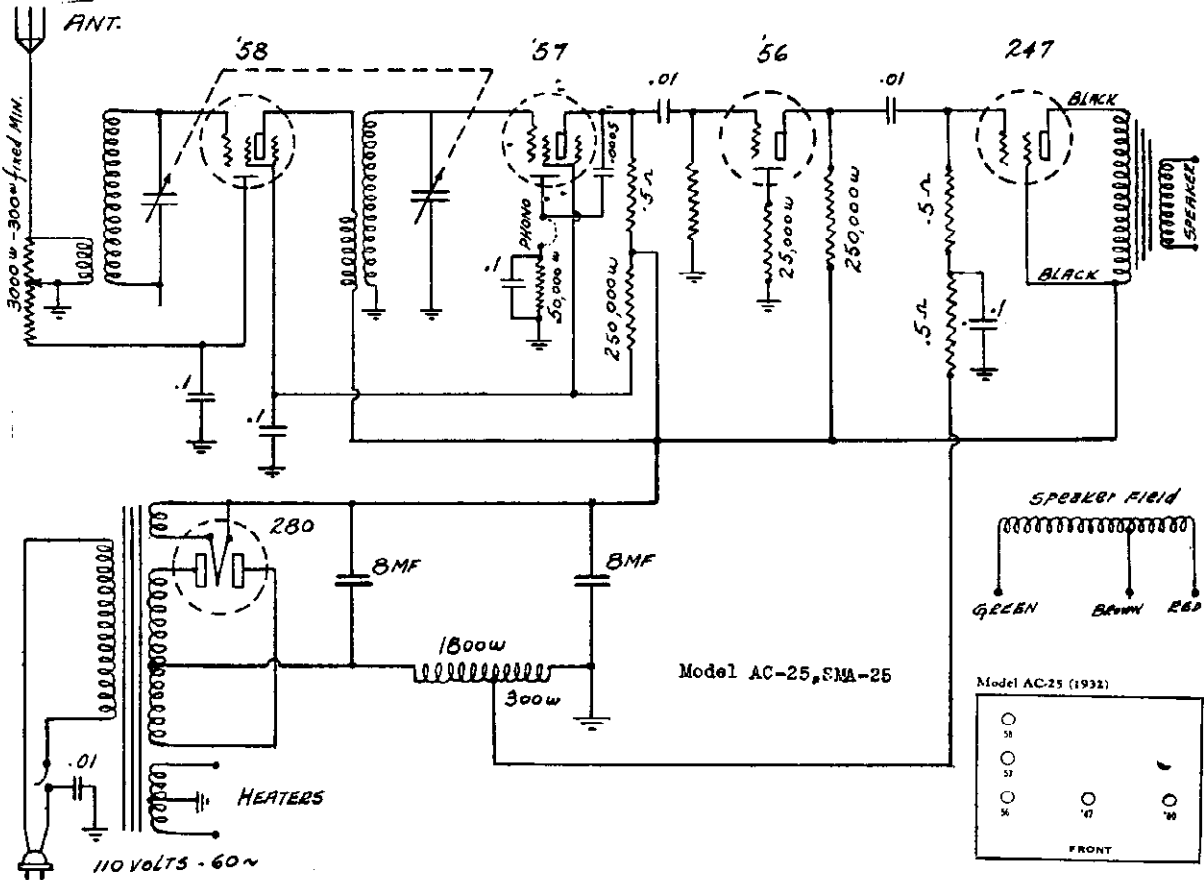 ANT.
'58
'57
'56
247
3000w-300w fixed MIN.
.01
.01
.0005
.5Ω
PHONO
.1
50,000w
250,000w
25,000w
250,000w
.5Ω
.5Ω
.1
BLACK
BLACK
SPEAKER
.1
.1
280
8MF
8MF
1800w
300w
Model AC-25,SMA-25
Speaker Field
GREEN
BROWN
RED
.01
HEATERS
110 VOLTS - 60~
Model AC-25 (1932)
58
57
56
'47
'80
FRONT